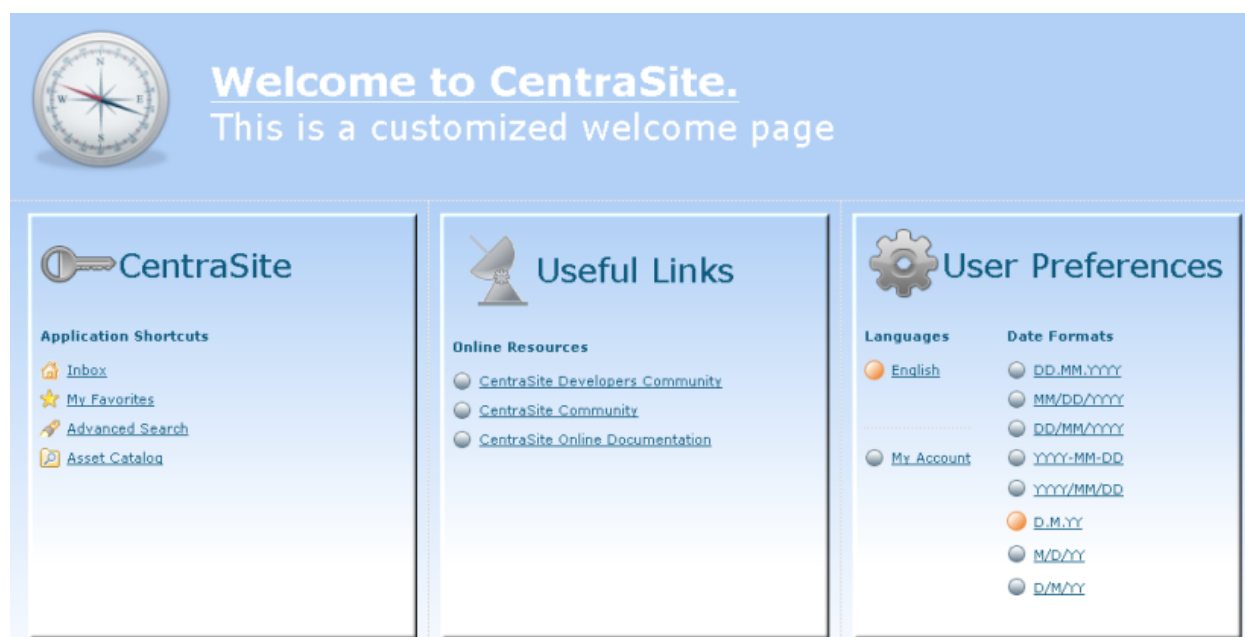 N
W
E
S
Welcome to CentraSite.
This is a customized welcome page
CentraSite
Application Shortcuts
Inbox
My Favorites
Advanced Search
Asset Catalog
Useful Links
Online Resources
CentraSite Developers Community
CentraSite Community
CentraSite Online Documentation
User Preferences
Languages
English
My Account
Date Formats
DD.MM.YYYY
MM/DD/YYYY
DD/MM/YYYY
YYYY-MM-DD
YYYY/MM/DD
D.M.YY
M/D/YY
D/M/YY